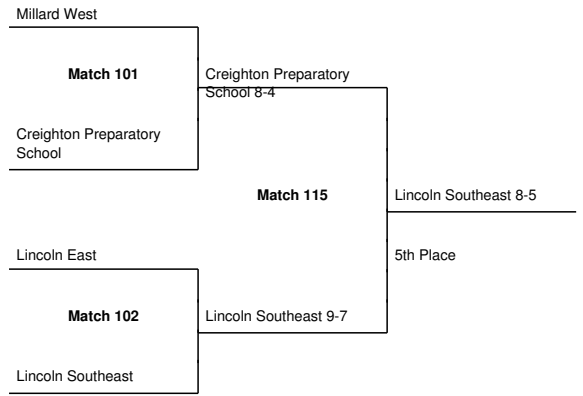 Millard West
Match 101
Creighton Preparatory
School 8-4
Creighton Preparatory
School
Match 115
Lincoln Southeast 8-5
Lincoln East
5th Place
Match 102
Lincoln Southeast 9-7
Lincoln Southeast